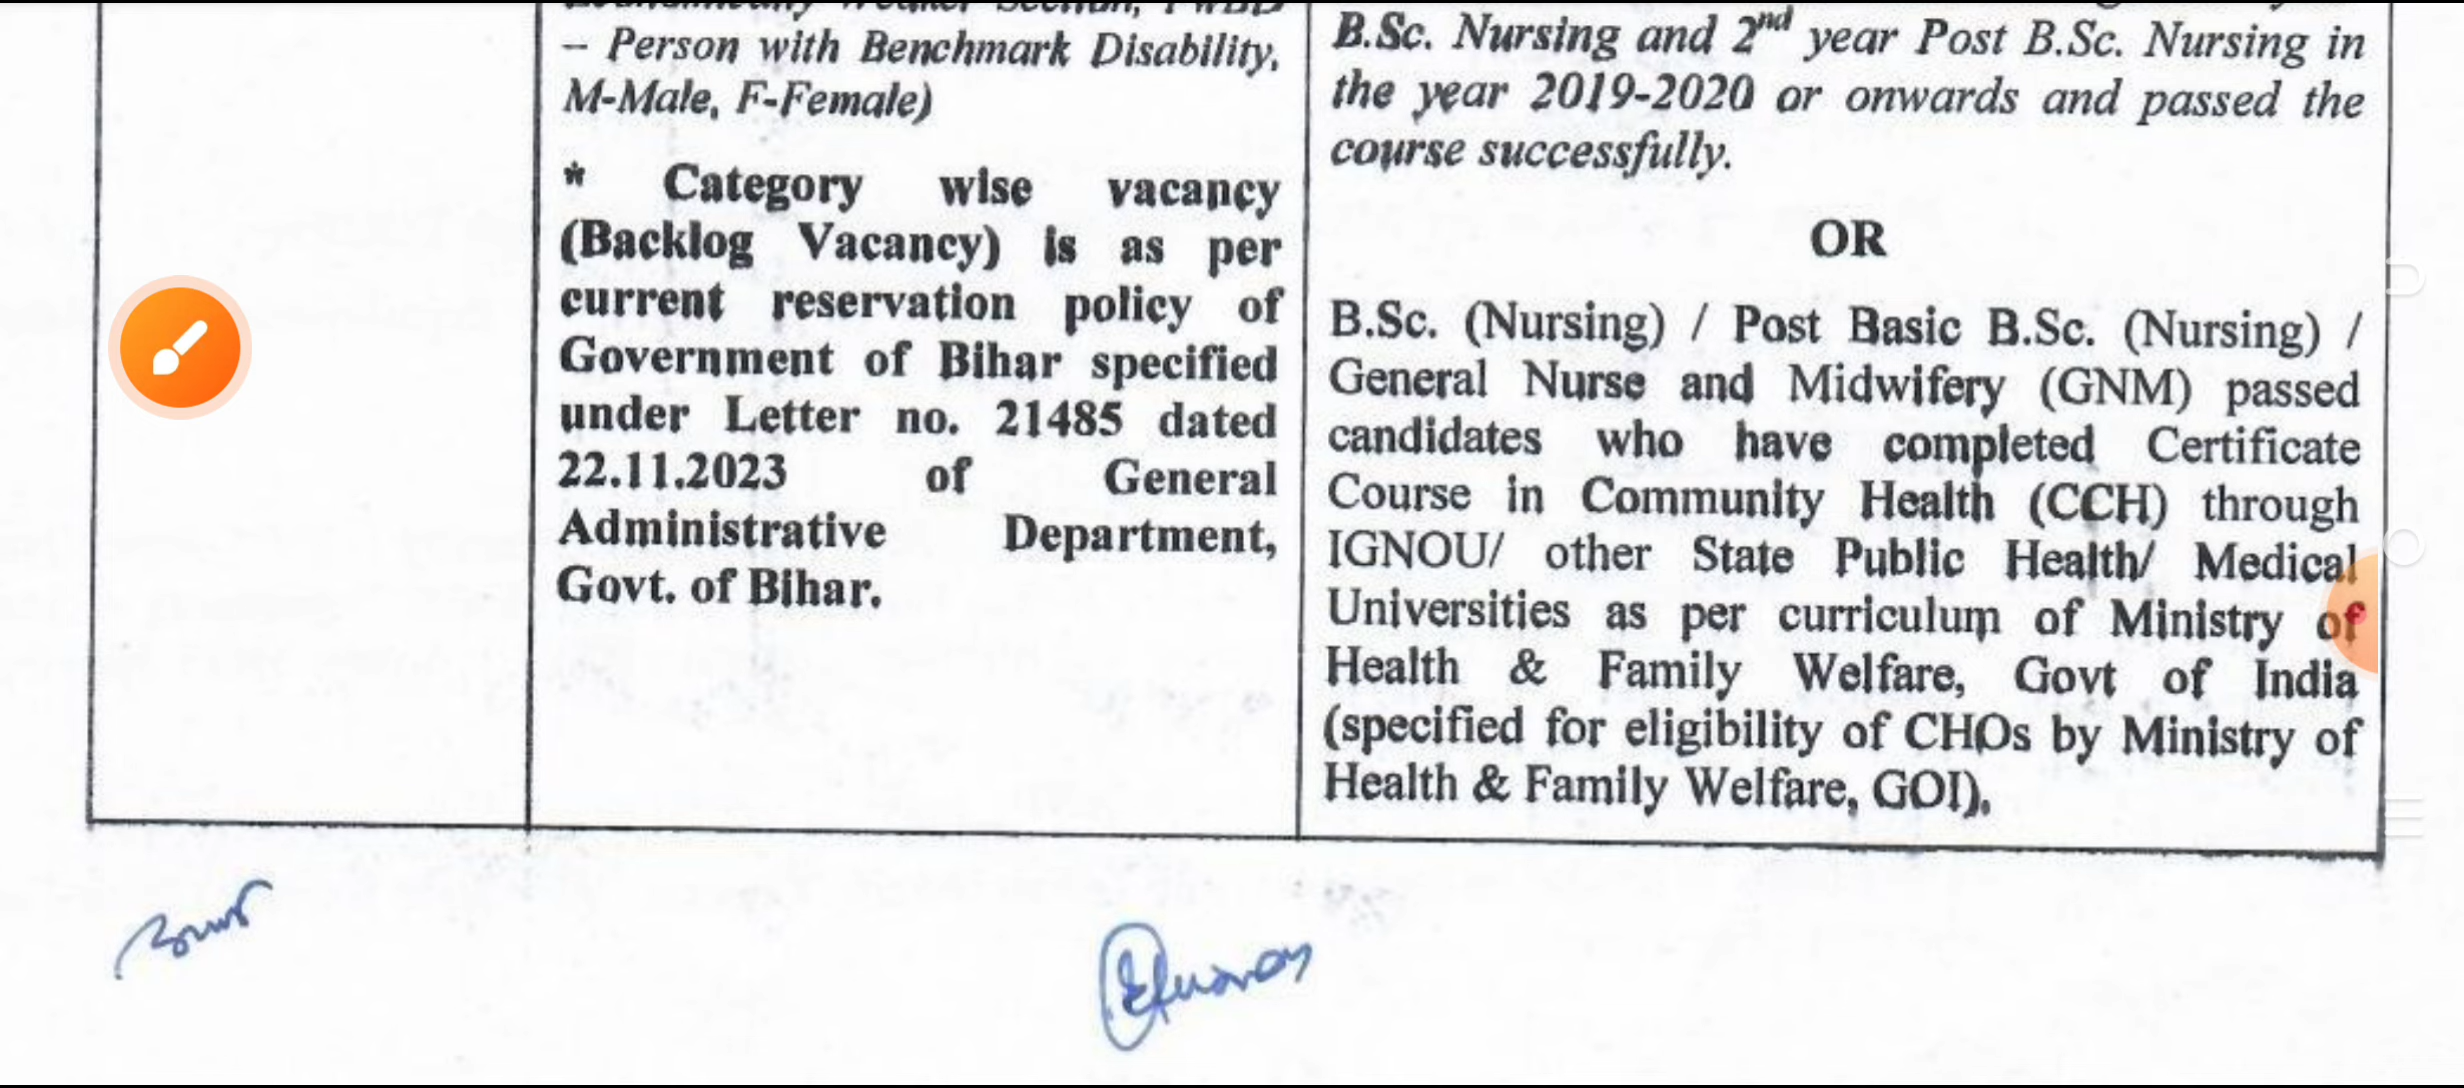 – Person with Benchmark Disability,
M-Male, F-Female)
* Category wise vacancy
(Backlog Vacancy) is as per
current reservation policy of
Government of Bihar specified
under Letter no. 21485 dated
22.11.2023 of General
Administrative Department,
Govt. of Bihar.
B.Sc. Nursing and 2nd year Post B.Sc. Nursing in
the year 2019-2020 or onwards and passed the
course successfully.
OR
B.Sc. (Nursing) / Post Basic B.Sc. (Nursing) /
General Nurse and Midwifery (GNM) passed
candidates who have completed Certificate
Course in Community Health (CCH) through
IGNOU/ other State Public Health/ Medical
Universities as per curriculum of Ministry of
Health & Family Welfare, Govt of India
(specified for eligibility of CHOs by Ministry of
Health & Family Welfare, GOI).